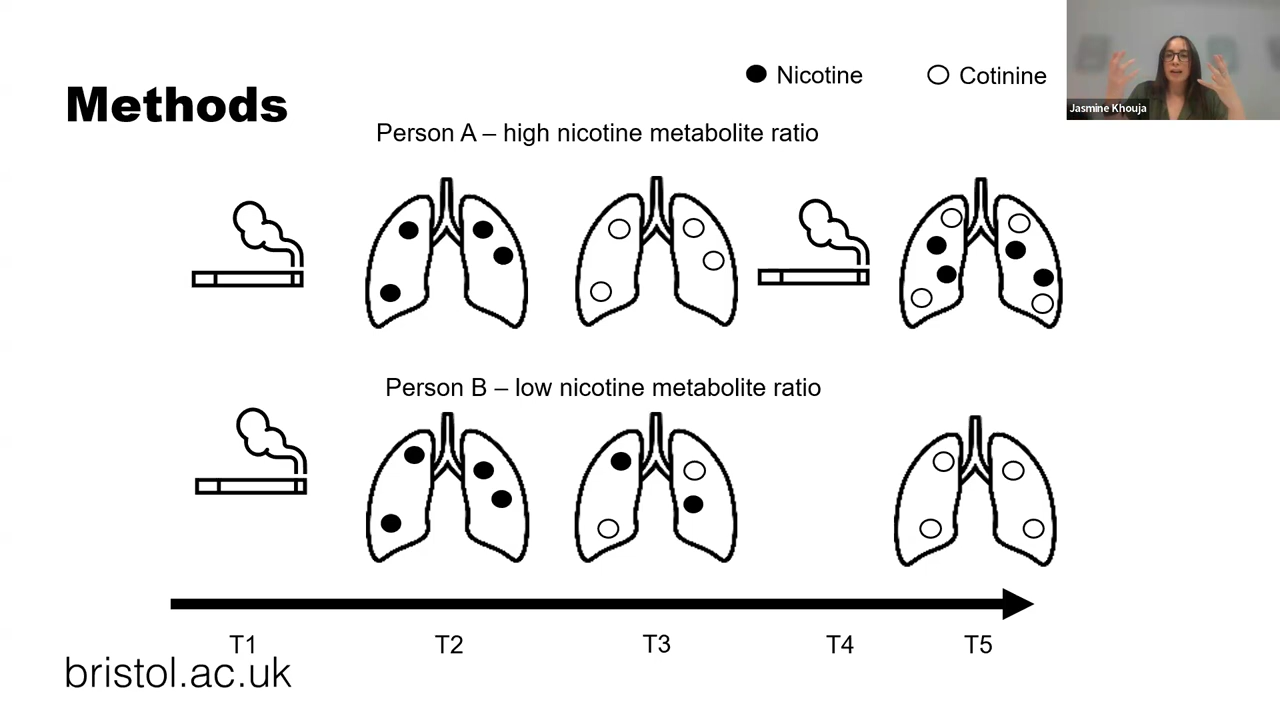 Methods
Nicotine
Cotinine
Jasmine Khouja
Person A – high nicotine metabolite ratio
Person B – low nicotine metabolite ratio
T1
T2
T3
T4
T5
bristol.ac.uk